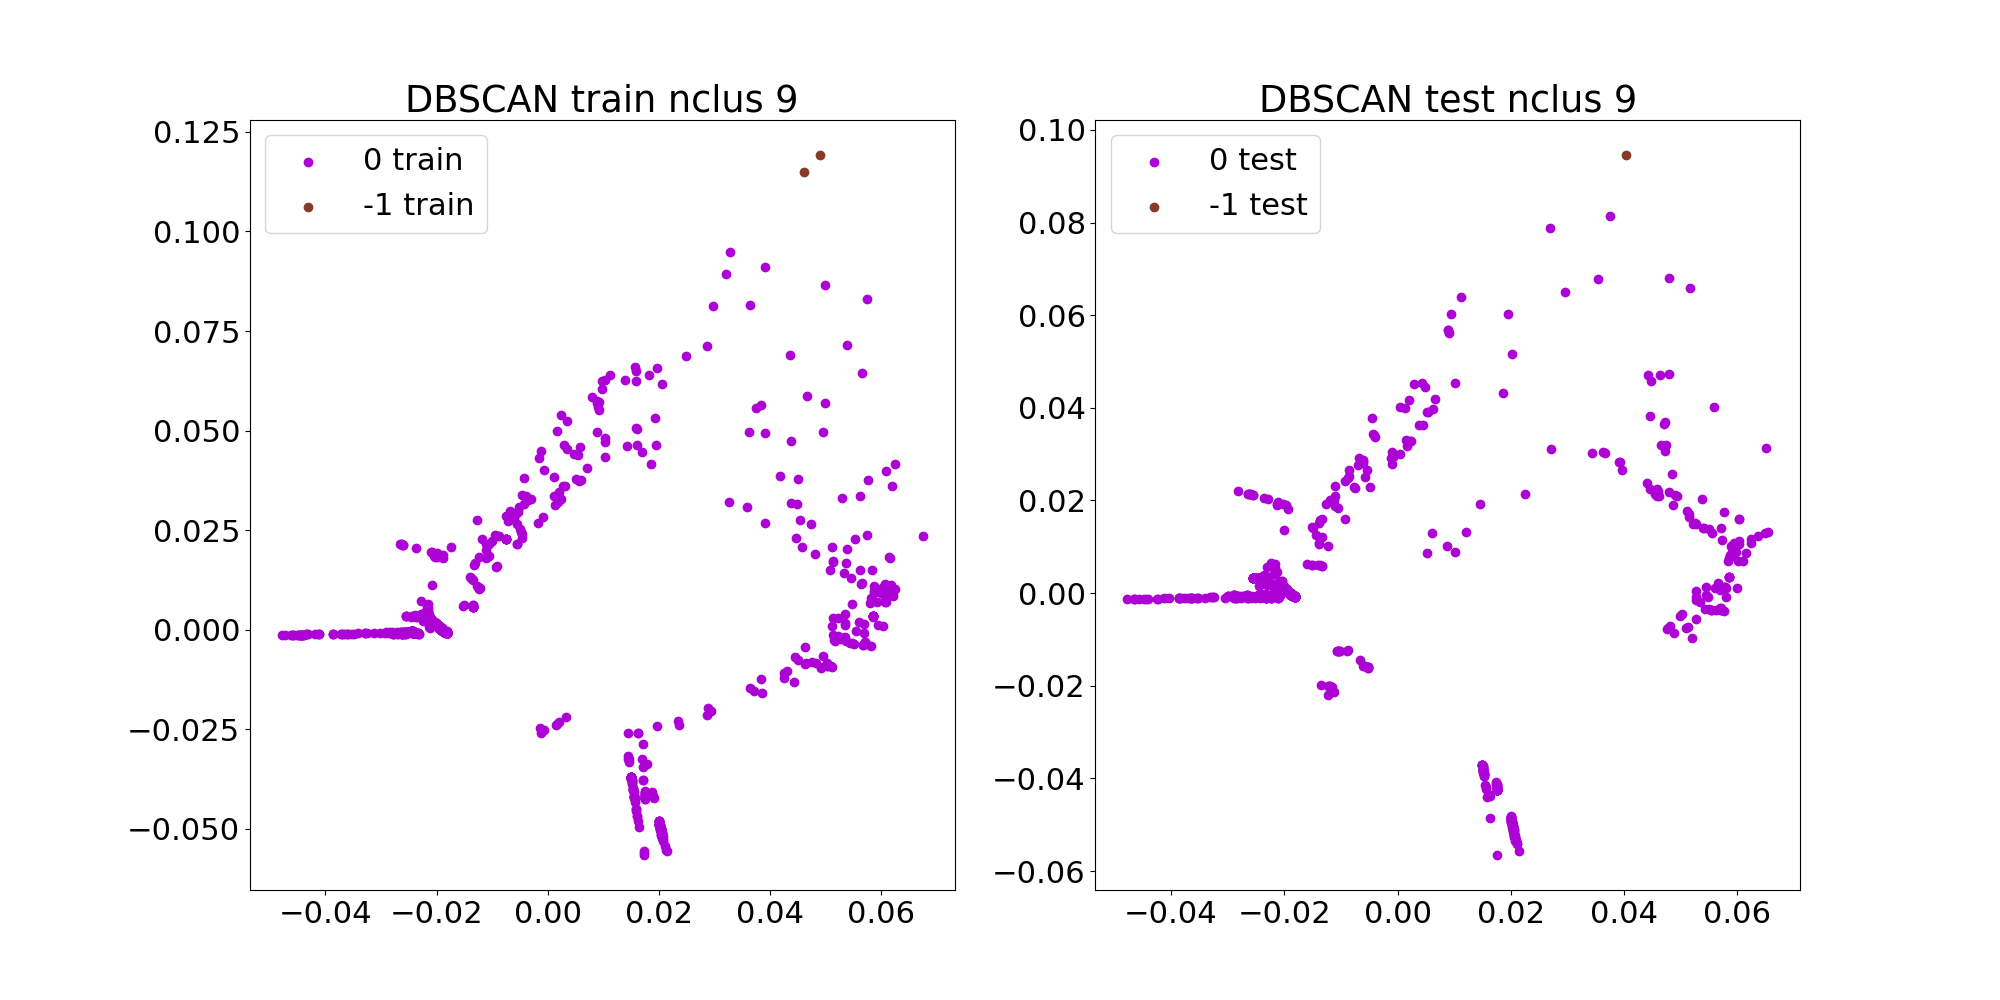 DBSCAN train nclus 9
0 train
-1 train
0.125
0.100
0.075
0.050
0.025
0.000
−0.025
−0.050
−0.04 −0.02 0.00 0.02 0.04 0.06
DBSCAN test nclus 9
0 test
-1 test
0.10
0.08
0.06
0.04
0.02
0.00
−0.02
−0.04
−0.06
−0.04 −0.02 0.00 0.02 0.04 0.06